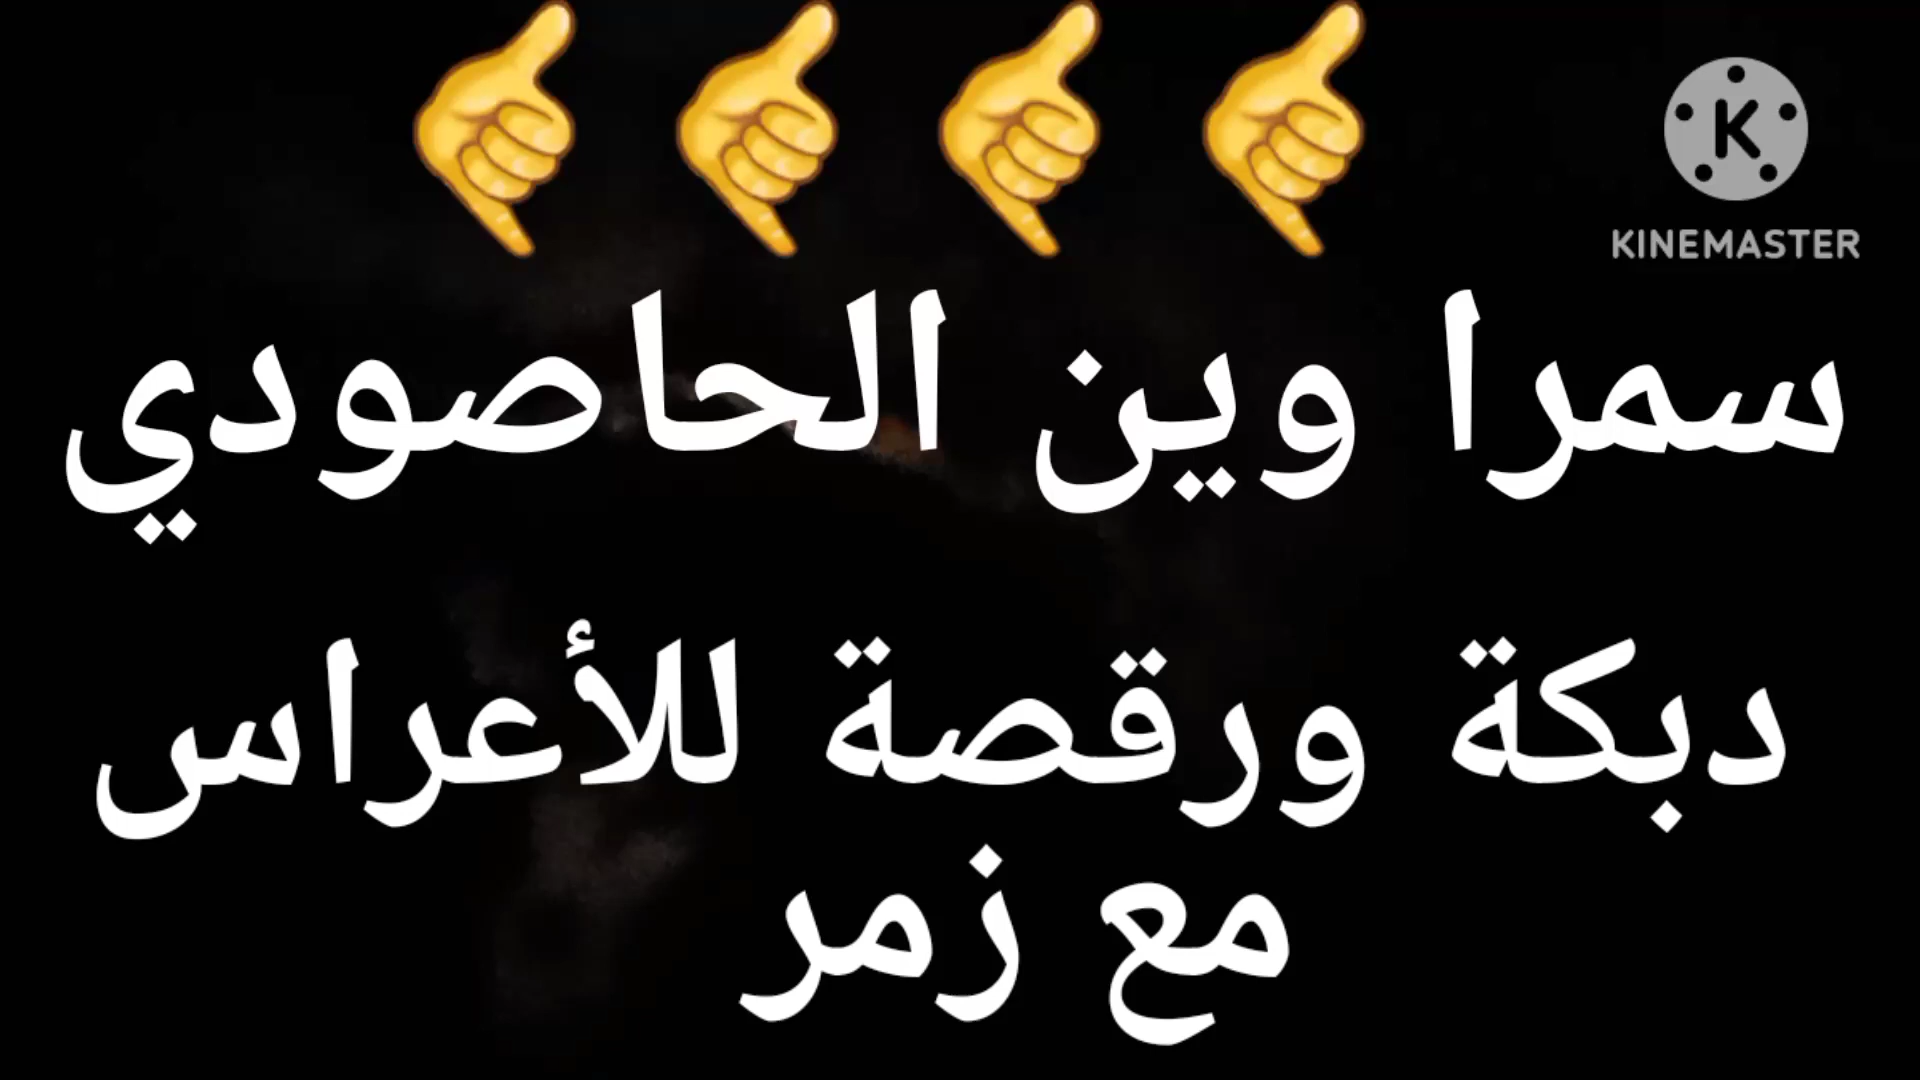 KINEMASTER
سمرا وين الحاصودي
دبكة ورقصة للأعراس
مع زمر